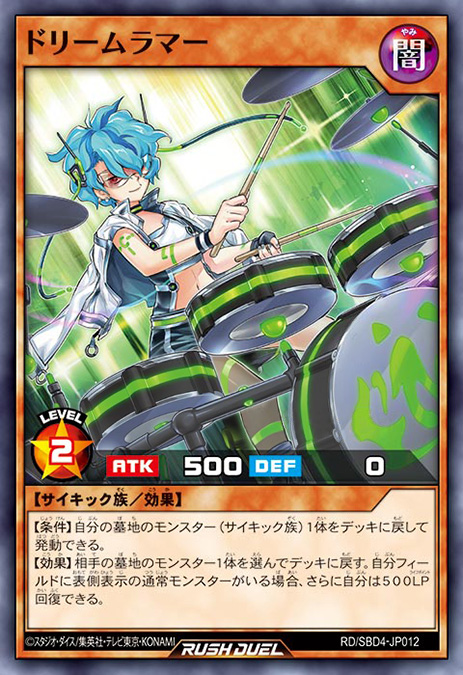 ドリームラマー
やみ
闇
LEVEL
2
ATK 500 DEF 0
【サイキック族/効果】
【条件】自分の墓地のモンスター(サイキック族)1体をデッキに戻して
発動できる。
【効果】相手の墓地のモンスター1体を選んでデッキに戻す。自分フィー
ルドに表側表示の通常モンスターがいる場合、さらに自分は500LP
回復できる。
©スタジオ・ダイス/集英社・テレビ東京・KONAMI
RUSH DUEL
RD/SBD4-JP012